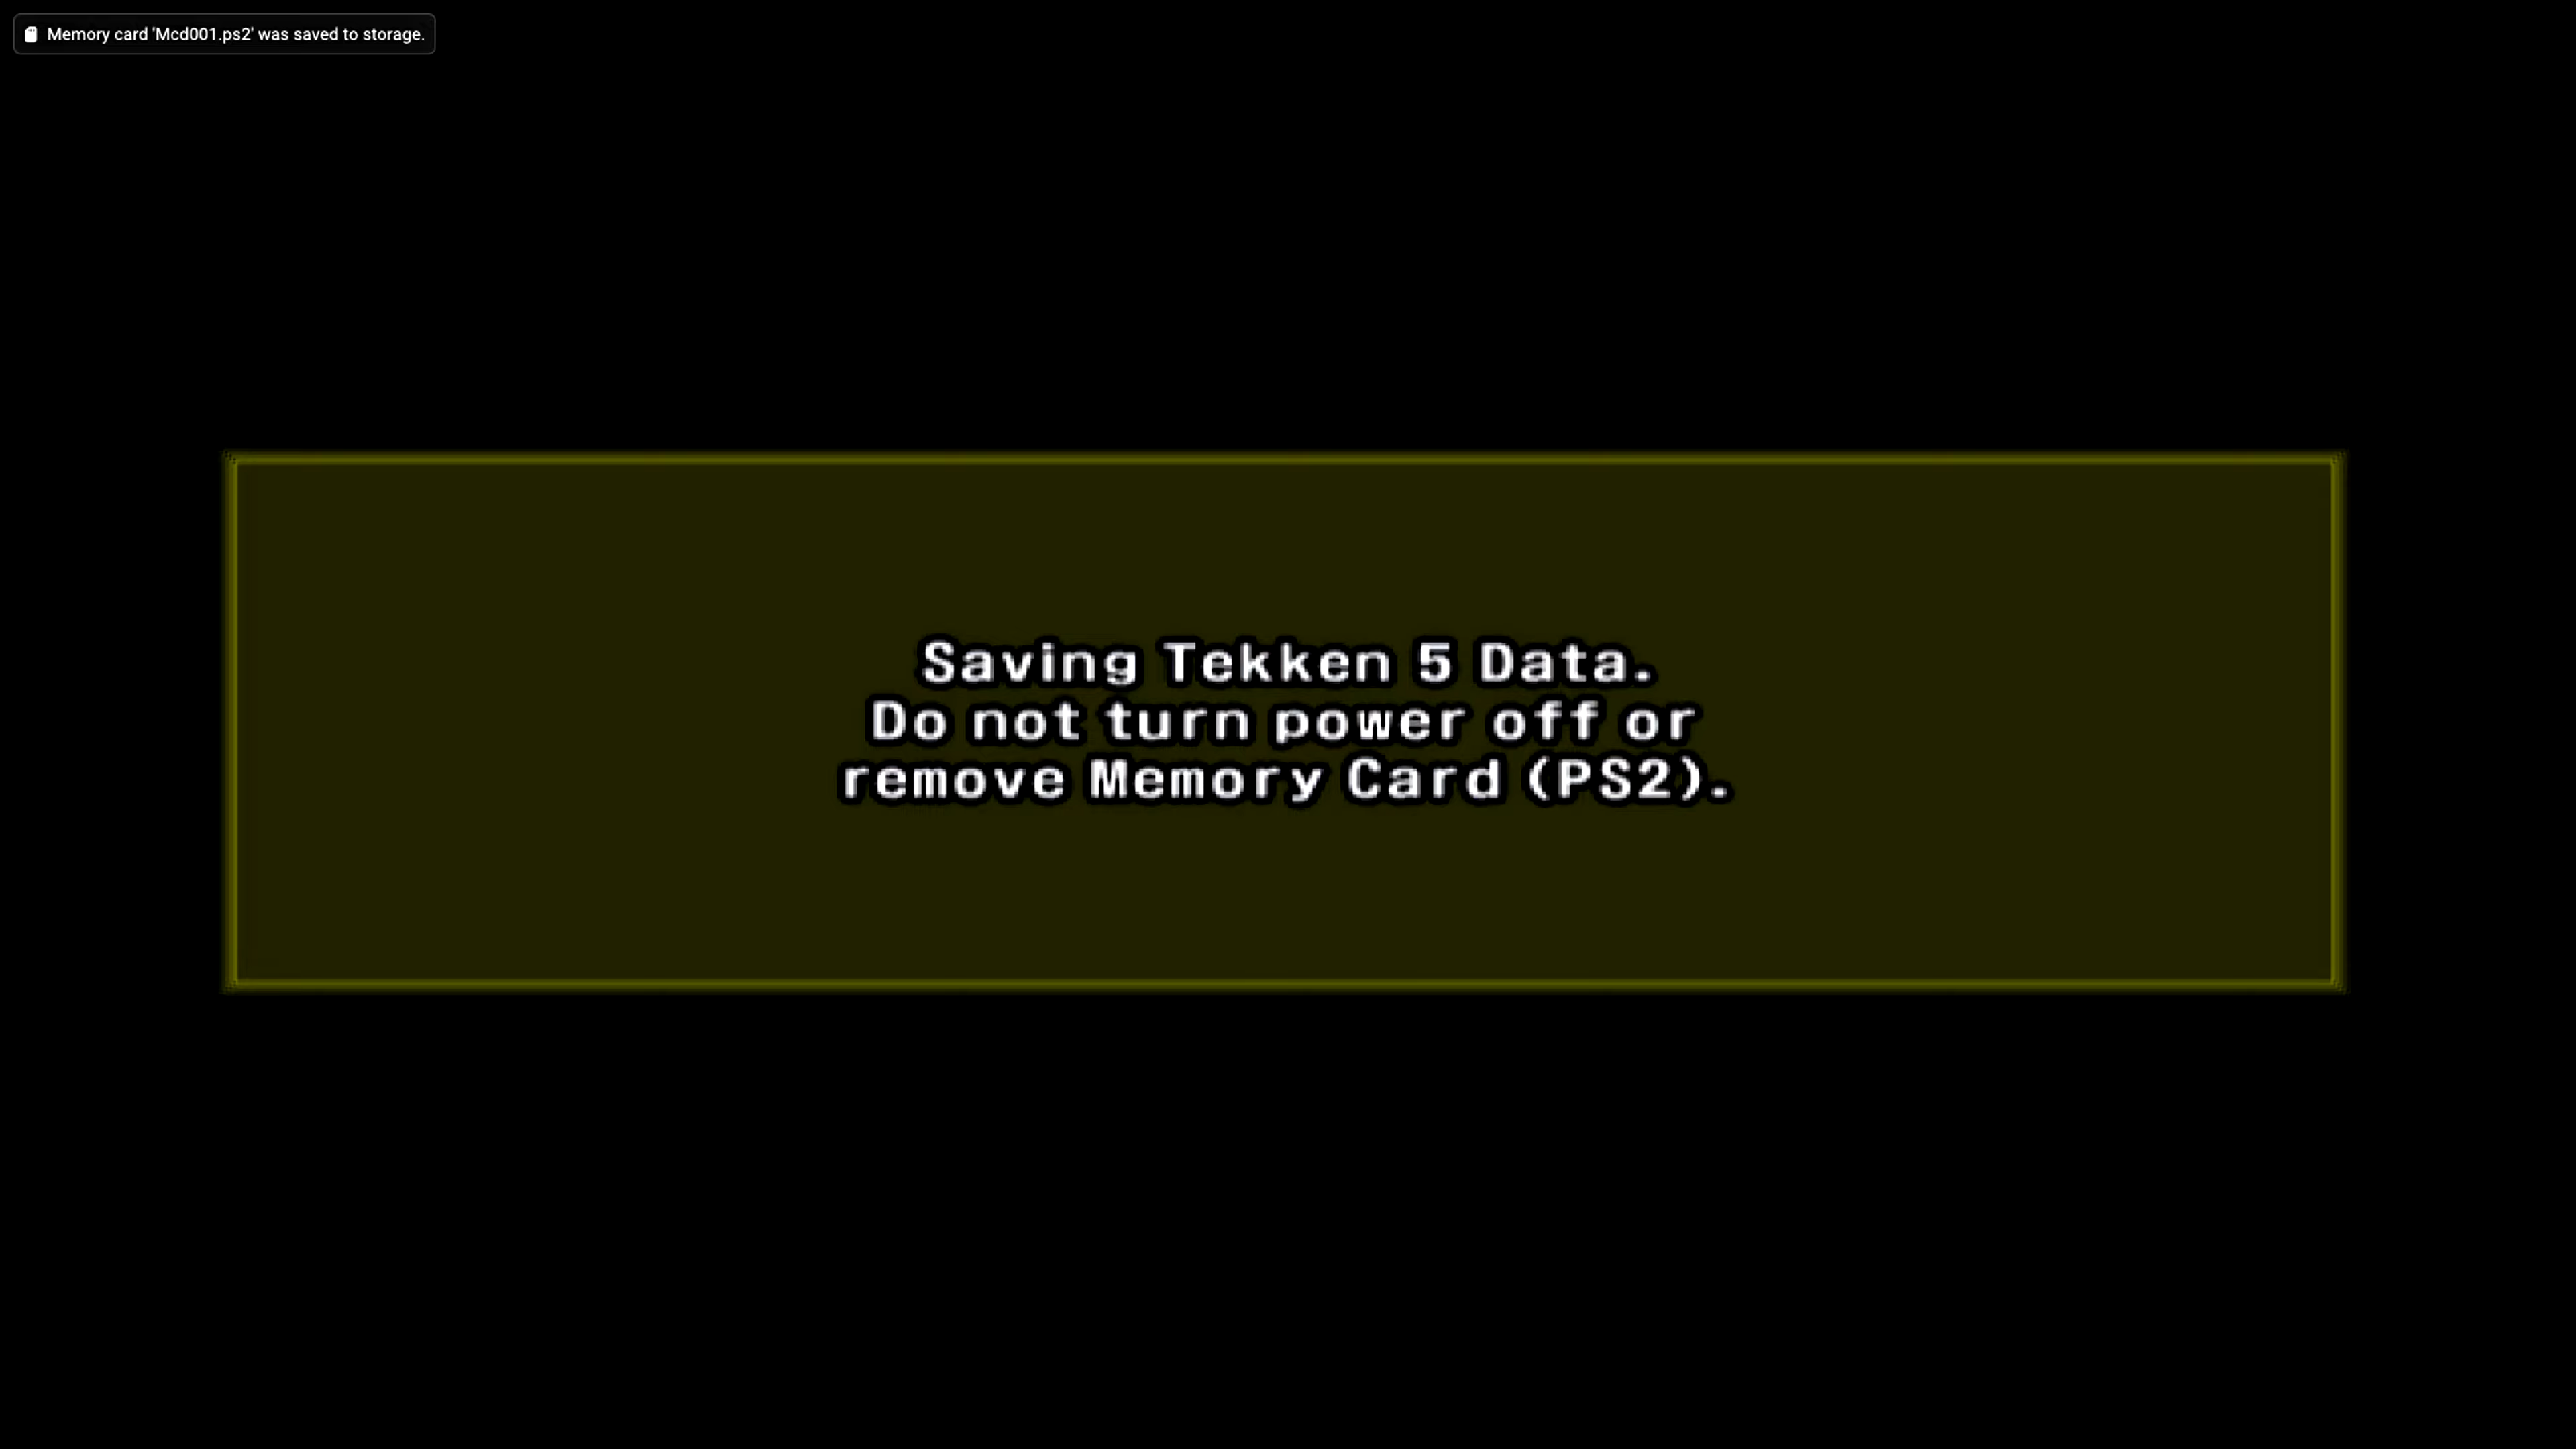 Memory card 'Mcd001.ps2' was saved to storage.
Saving Tekken 5 Data.
Do not turn power off or
remove Memory Card (PS2).